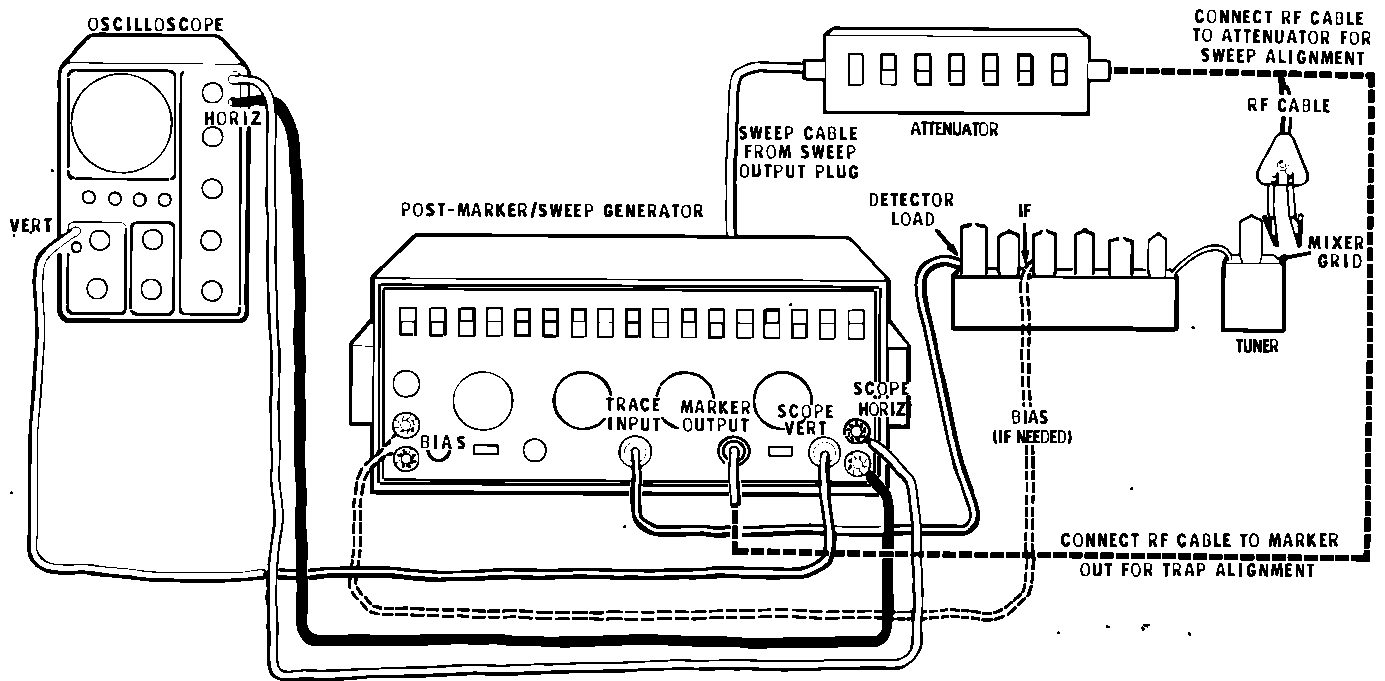 OSCILLOSCOPE
HORIZ
VERT
CONNECT RF CABLE
TO ATTENUATOR FOR
SWEEP ALIGNMENT
RF CABLE
ATTENUATOR
SWEEP CABLE
FROM SWEEP
OUTPUT PLUG
POST-MARKER/SWEEP GENERATOR
DETECTOR
LOAD
IF
MIXER
GRID
TUNER
TRACE
INPUT
MARKER
OUTPUT
SCOPE
VERT
SCOPE
HORIZ
BIAS
BIAS
(IF NEEDED)
CONNECT RF CABLE TO MARKER
OUT FOR TRAP ALIGNMENT